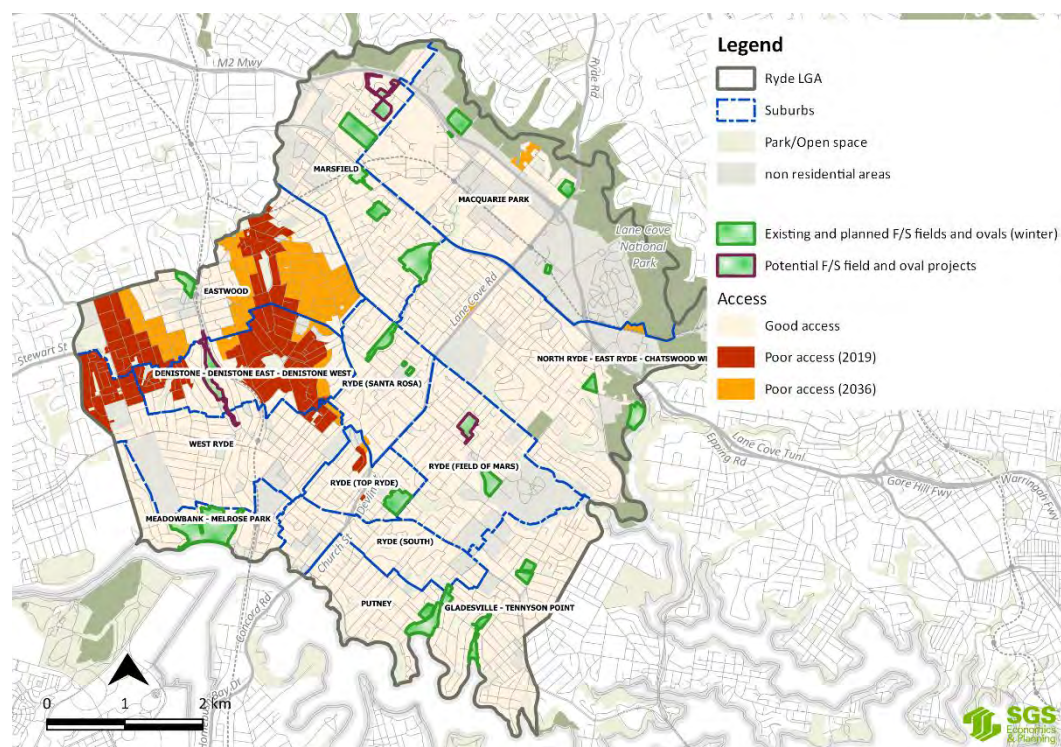 M2 Mwy
Ryde Rd
MARSFIELD
MACQUARIE PARK
Lane Cove
National
Park
EASTWOOD
Lane Cove Rd
Stewart St
NORTH RYDE - EAST RYDE - CHATSWOOD W
DENISTONE - DENISTONE EAST - DENISTONE WEST
RYDE (SANTA ROSA)
WEST RYDE
RYDE (FIELD OF MARS)
Epping Rd
Lane Cove Tunl
Gore Hill Fwy
Warringah Fwy
RYDE (TOP RYDE)
Devlin
MEADOWBANK - MELROSE PARK
RYDE (SOUTH)
Church St
PUTNEY
GLADESVILLE - TENNYSON POINT
Concord Rd
Bay Dr
0 1 2 km
Legend
Ryde LGA
Suburbs
Park/Open space
non residential areas
Existing and planned F/S fields and ovals (winter)
Potential F/S field and oval projects
Access
Good access
Poor access (2019)
Poor access (2036)
SGS
Economics
& Planning